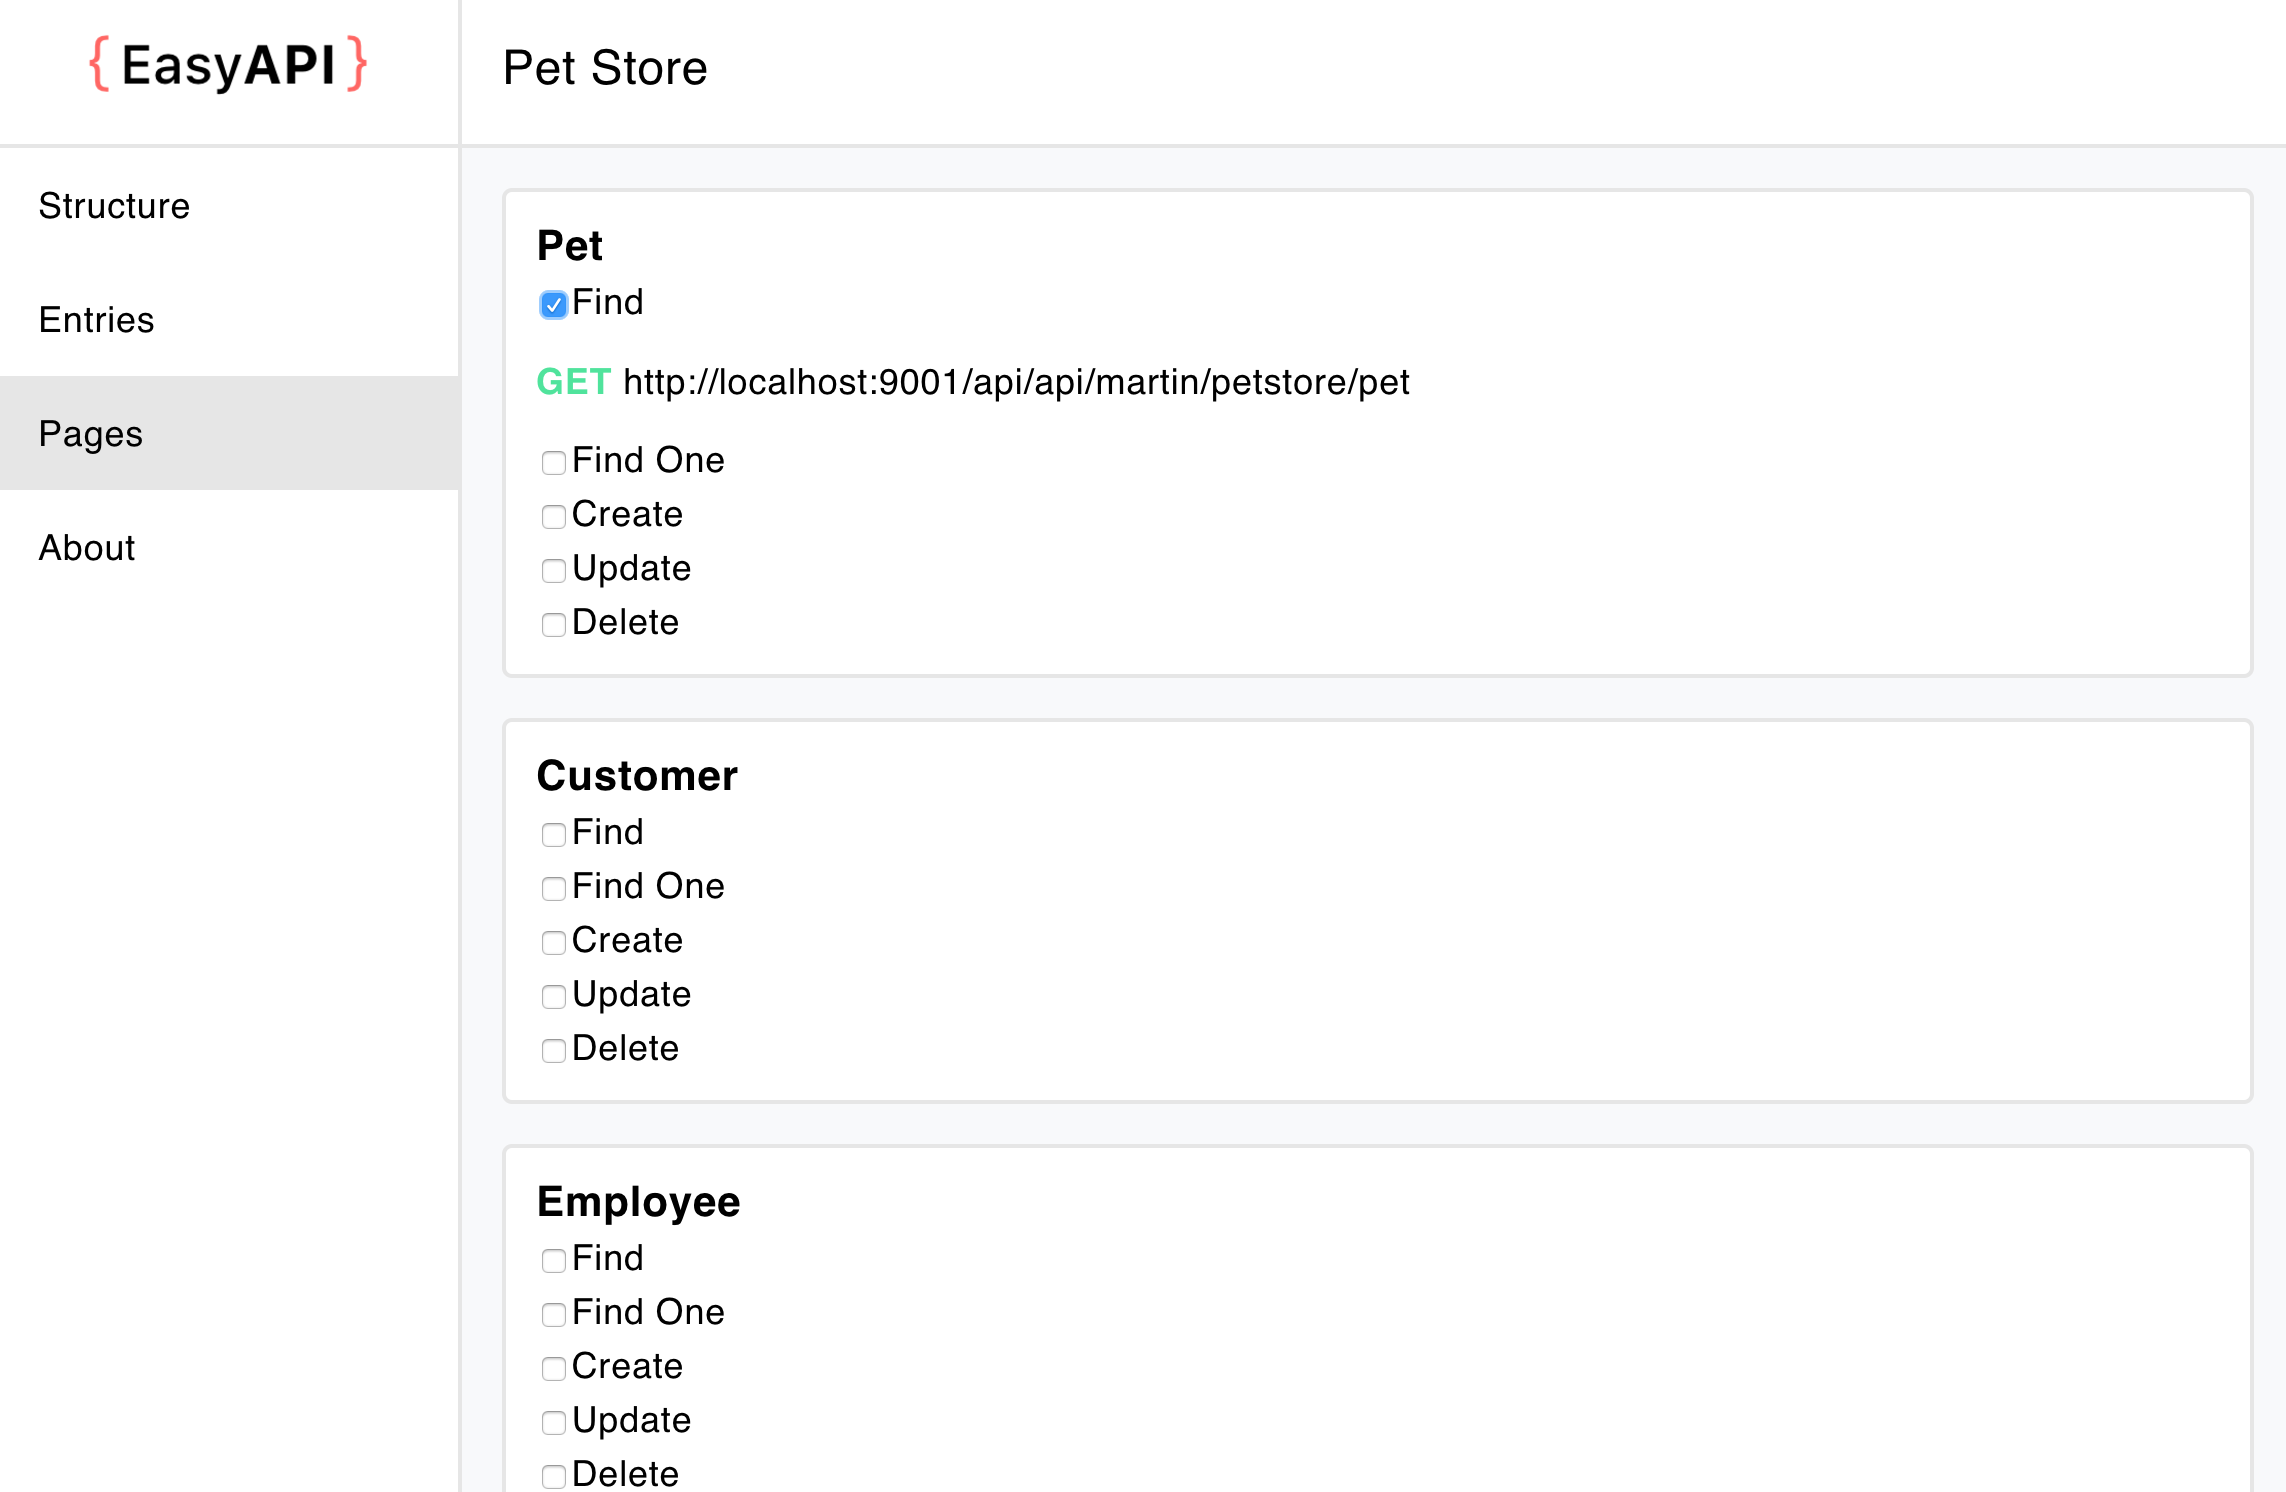 { EasyAPI }
Pet Store
Structure
Entries
Pages
About
Pet
Find
GET http://localhost:9001/api/api/martin/petstore/pet
Find One
Create
Update
Delete
Customer
Find
Find One
Create
Update
Delete
Employee
Find
Find One
Create
Update
Delete